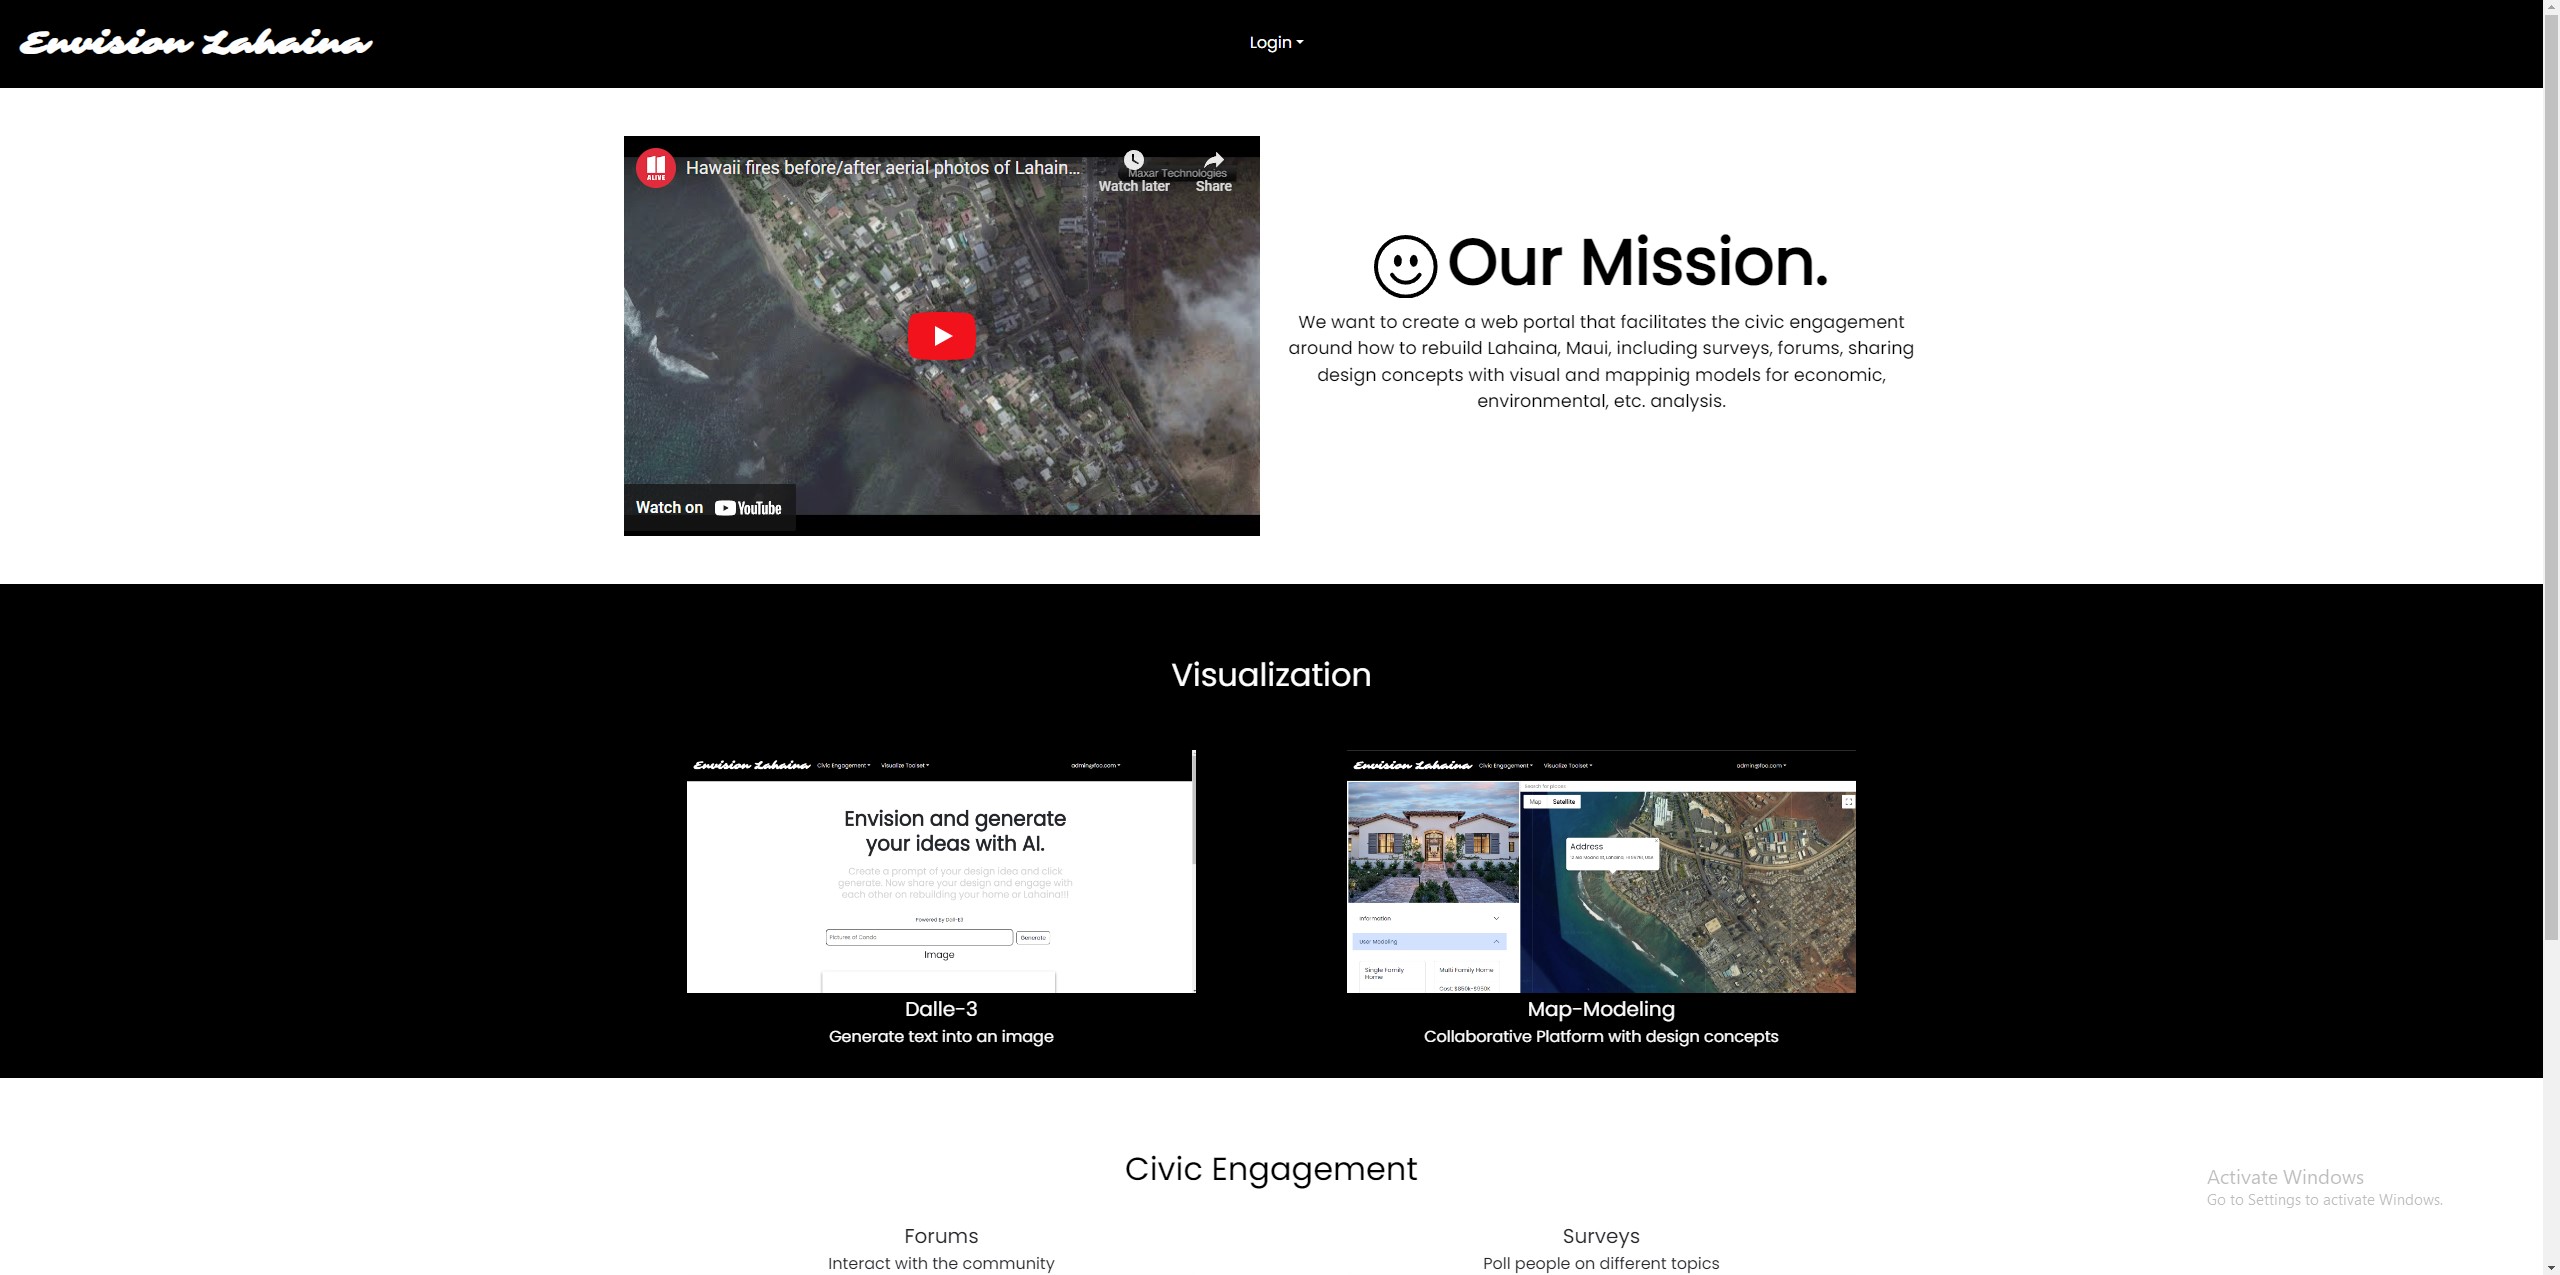 Envision Lahaina
Login
ALIVE
Hawaii fires before/after aerial photos of Lahain...
Maxar Technologies
Watch later
Share
Watch on YouTube
Our Mission.
We want to create a web portal that facilitates the civic engagement
around how to rebuild Lahaina, Maui, including surveys, forums, sharing
design concepts with visual and mappinig models for economic,
environmental, etc. analysis.
Visualization
Envision Lahaina
Civic Engagement
Visualize Toolset
admin@foo.com
Envision and generate
your ideas with AI.
Create a prompt of your design idea and click
generate. Now share your design and engage with
each other on rebuilding your home or Lahaina!!!
Powered By Dall-E3
Pictures of Condo
Generate
Image
Dalle-3
Generate text into an image
Envision Lahaina
Civic Engagement
Visualize Toolset
admin@foo.com
Search for places
Map
Satellite
Address
Information
User Modeling
Single Family
Home
Multi Family Home
Cost: $850k-$950K
Map-Modeling
Collaborative Platform with design concepts
Civic Engagement
Forums
Interact with the community
Surveys
Poll people on different topics
Activate Windows
Go to Settings to activate Windows.